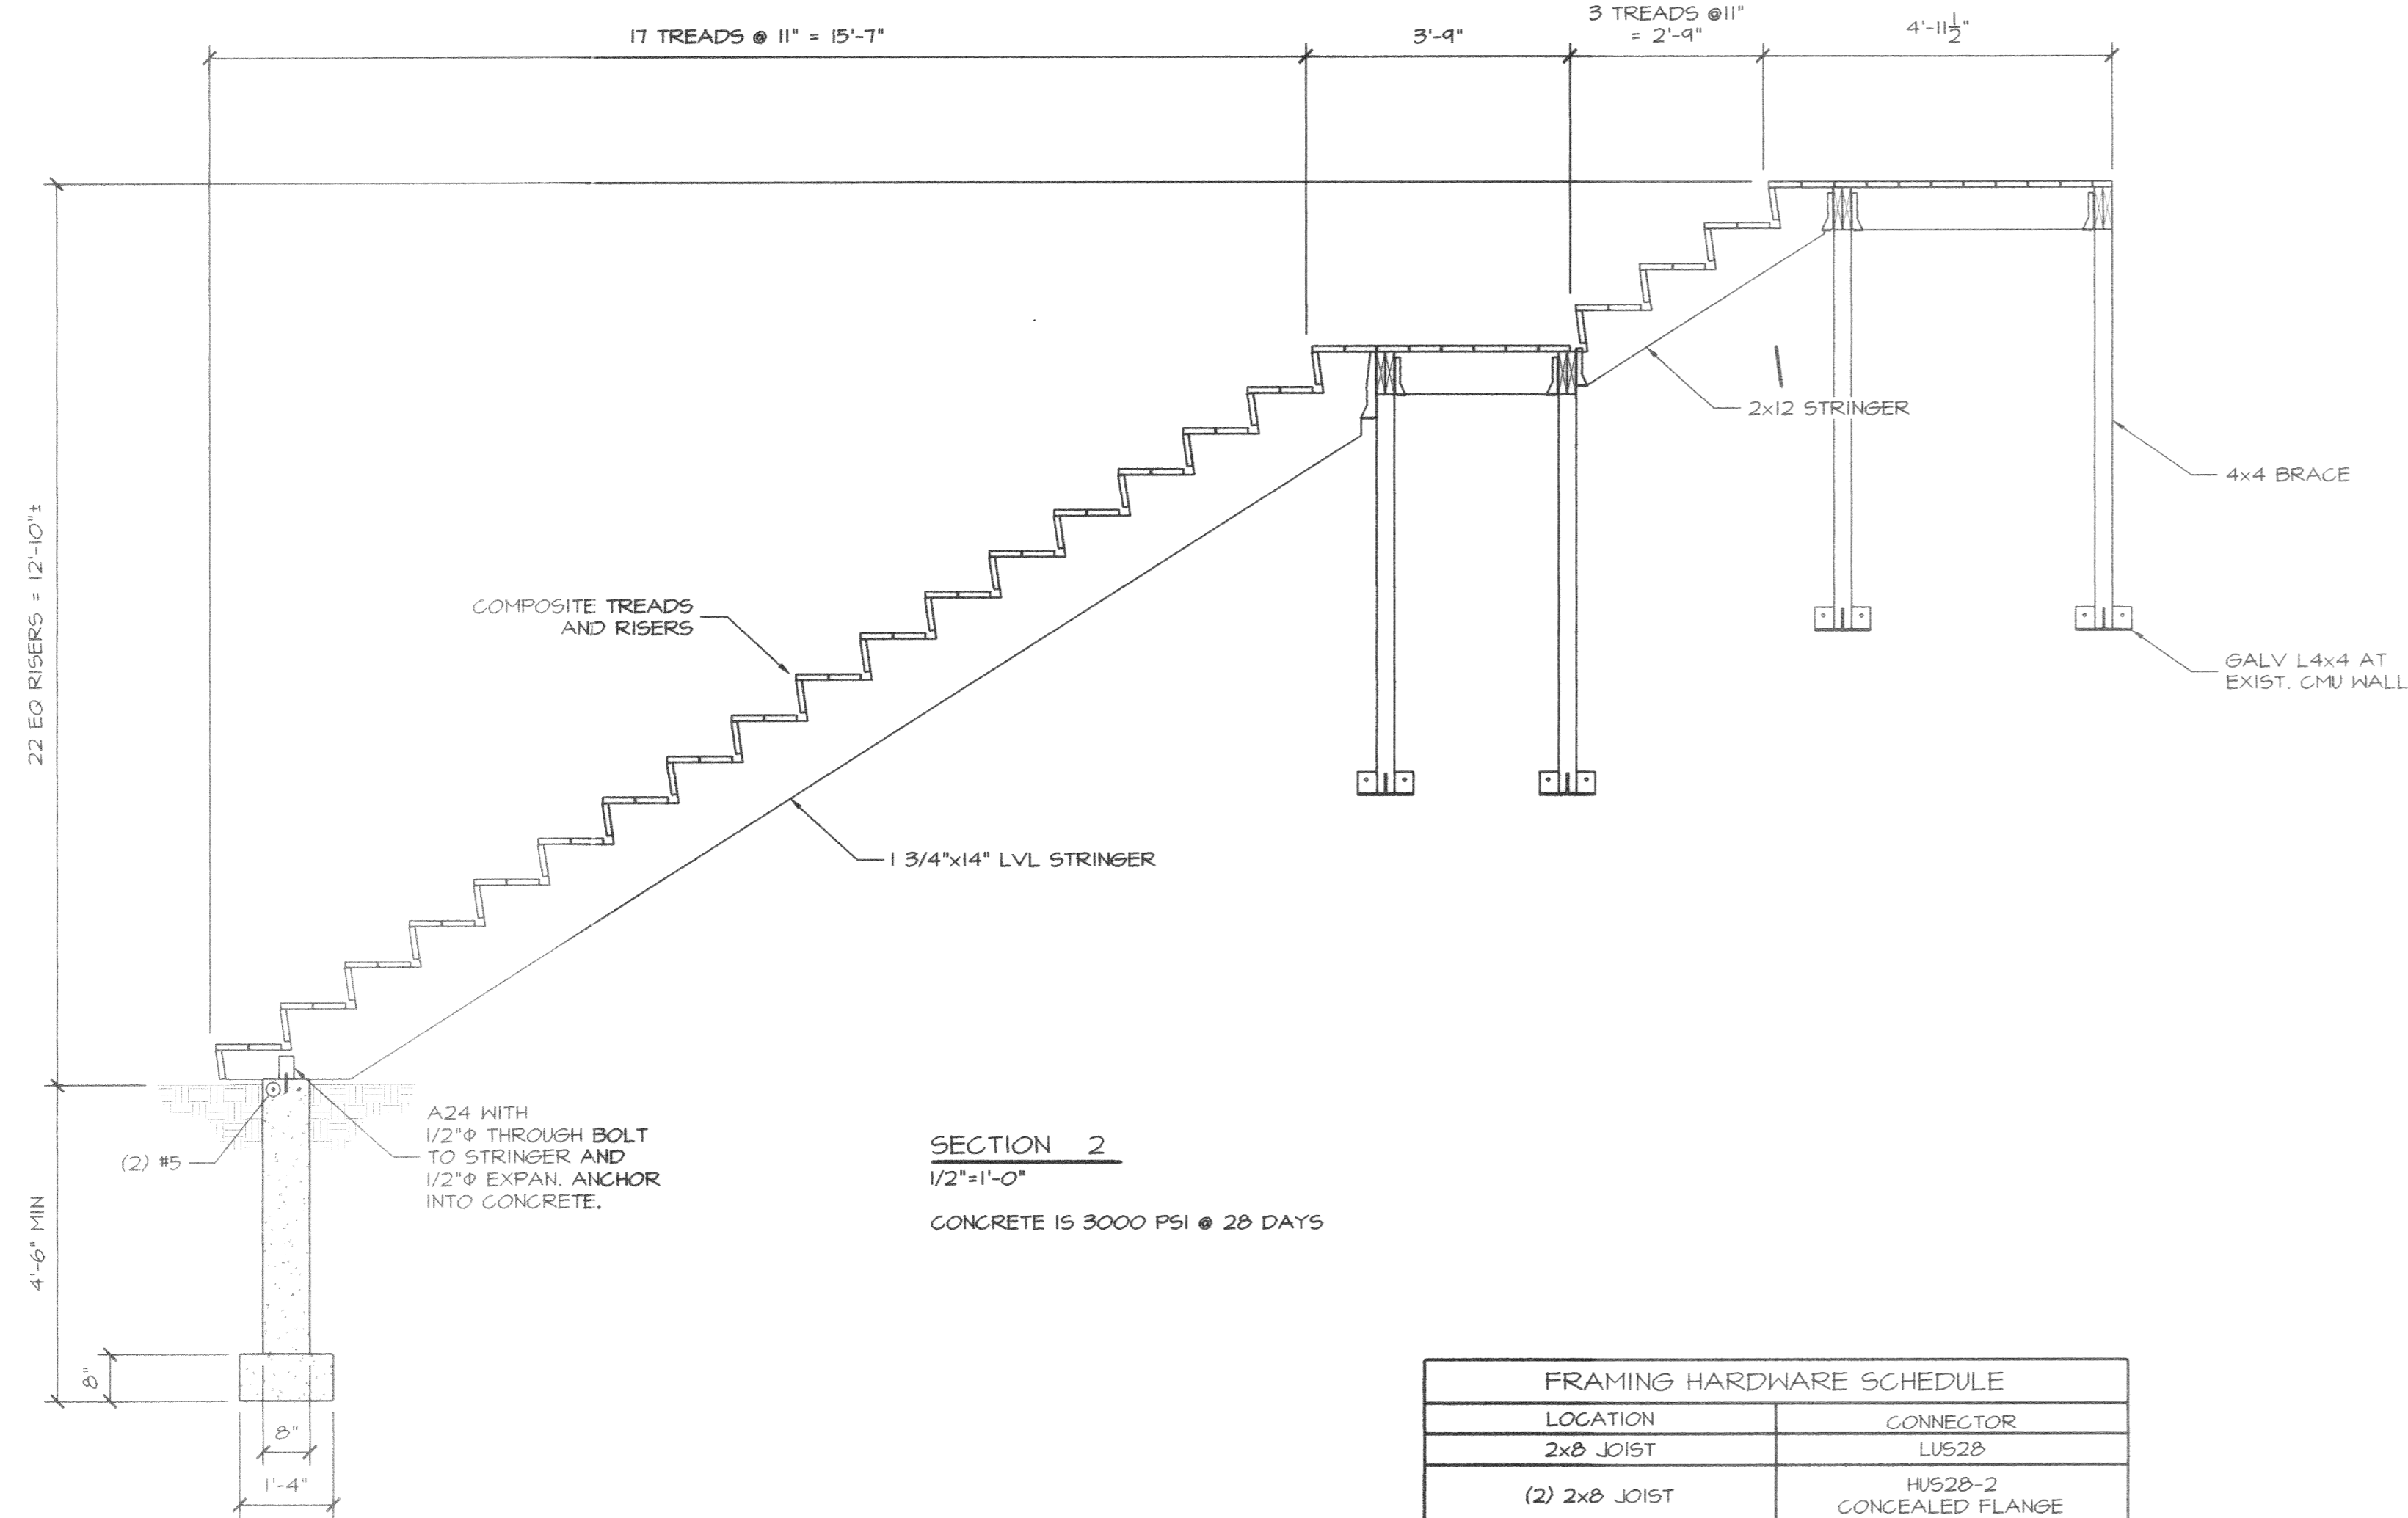 17 TREADS @ 11" = 15'-7"
3'-9"
3 TREADS @11"
= 2'-9"
4'-11 1/2"
22 EQ RISERS = 12'-10"±
2x12 STRINGER
4x4 BRACE
COMPOSITE TREADS
AND RISERS
GALV L4x4 AT
EXIST. CMU WALL
1 3/4"x14" LVL STRINGER
A24 WITH
1/2"Φ THROUGH BOLT
TO STRINGER AND
1/2"Φ EXPAN. ANCHOR
INTO CONCRETE.
(2) #5
SECTION 2
1/2"=1'-0"
CONCRETE IS 3000 PSI @ 28 DAYS
4'-6" MIN
8"
8"
1'-4"
FRAMING HARDWARE SCHEDULE
LOCATION CONNECTOR
2x8 JOIST LUS28
(2) 2x8 JOIST HUS28-2
CONCEALED FLANGE